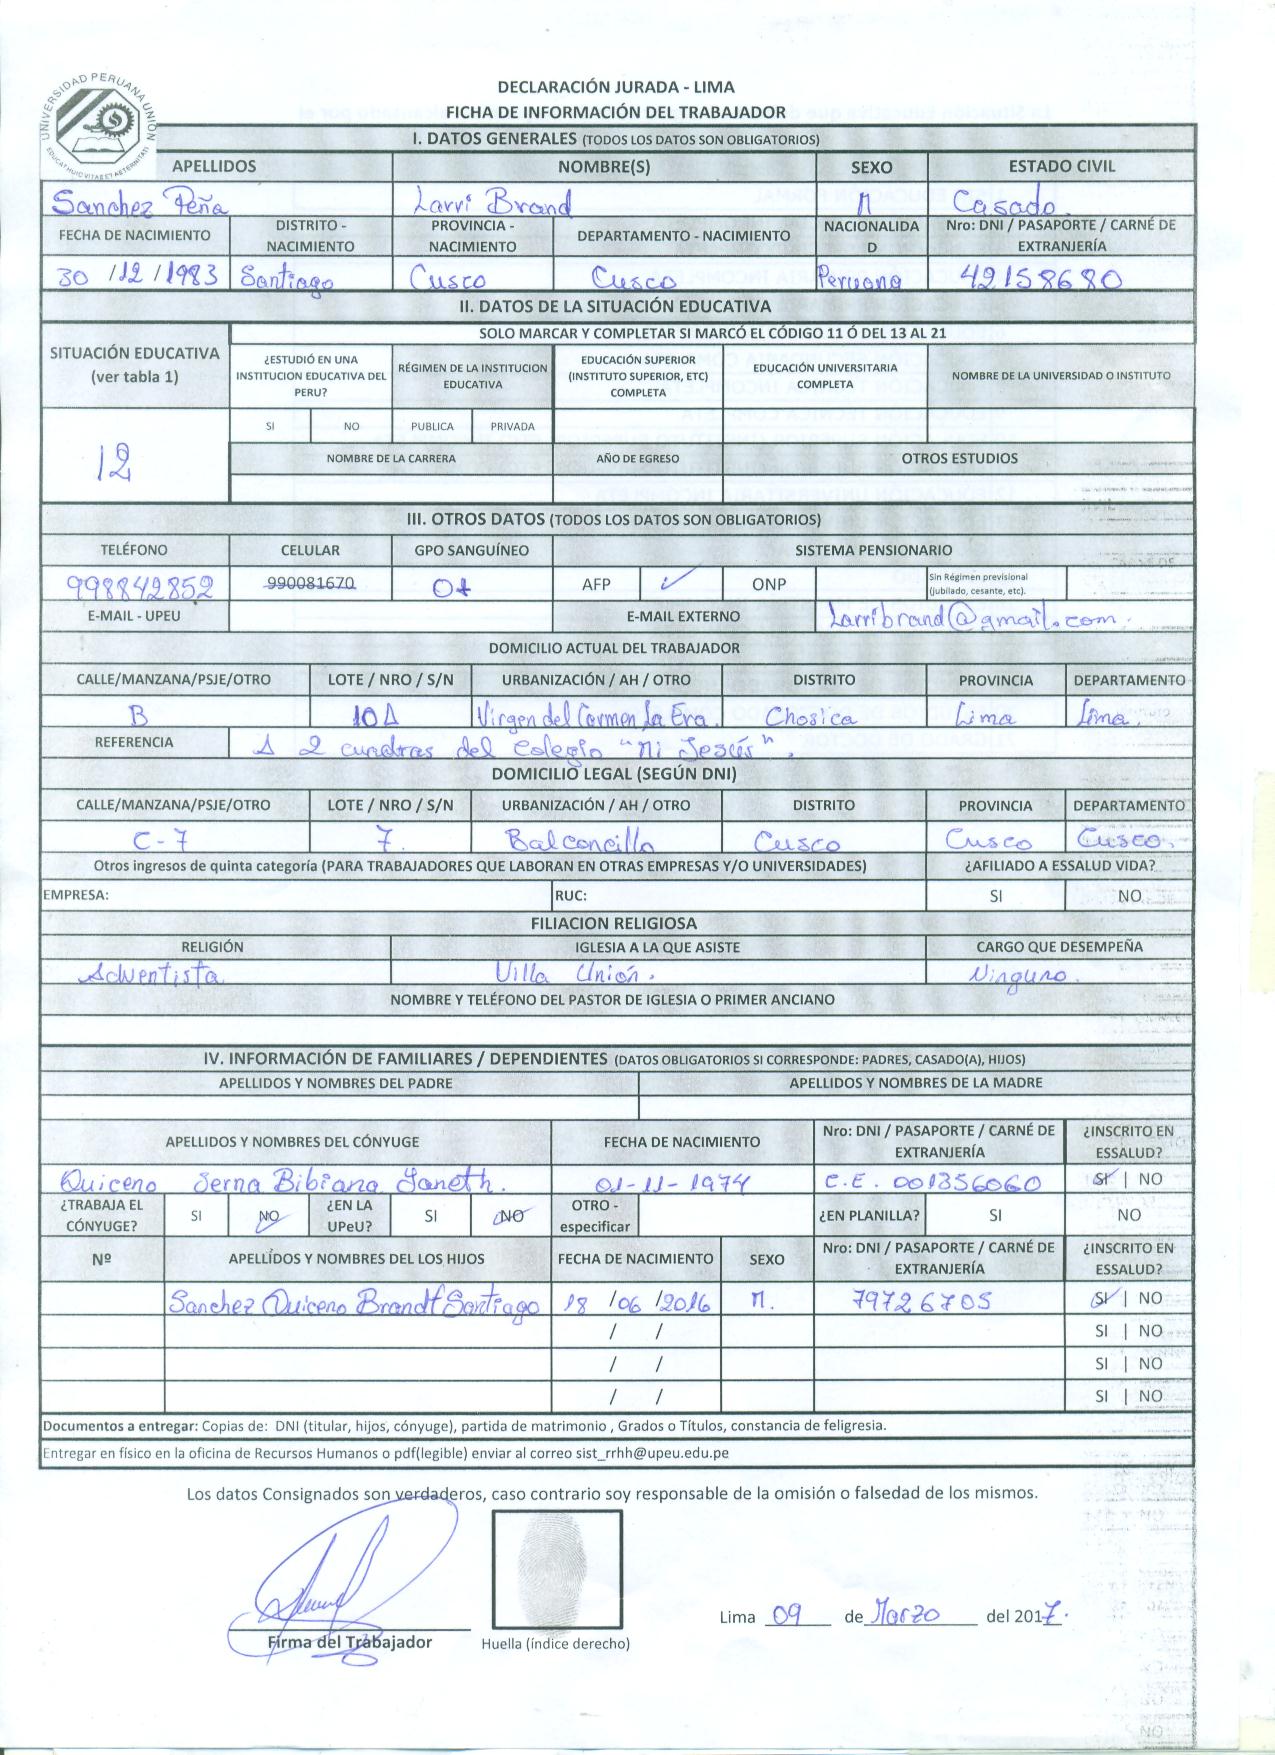 UNIVERSIDAD PERUANA UNION
DECLARACIÓN JURADA - LIMA
FICHA DE INFORMACIÓN DEL TRABAJADOR
I. DATOS GENERALES (TODOS LOS DATOS SON OBLIGATORIOS)
APELLIDOS NOMBRE(S) SEXO ESTADO CIVIL
Sanchez Peña Larri Brand M Casado.
FECHA DE NACIMIENTO DISTRITO - NACIMIENTO PROVINCIA - NACIMIENTO DEPARTAMENTO - NACIMIENTO NACIONALIDAD Nro: DNI / PASAPORTE / CARNÉ DE EXTRANJERÍA
30 /12 /1983 Santiago Cusco Cusco Peruana 42158680
II. DATOS DE LA SITUACIÓN EDUCATIVA
SOLO MARCAR Y COMPLETAR SI MARCÓ EL CÓDIGO 11 Ó DEL 13 AL 21
SITUACIÓN EDUCATIVA (ver tabla 1) ¿ESTUDIÓ EN UNA INSTITUCION EDUCATIVA DEL PERU? RÉGIMEN DE LA INSTITUCION EDUCATIVA EDUCACIÓN SUPERIOR (INSTITUTO SUPERIOR, ETC) COMPLETA EDUCACIÓN UNIVERSITARIA COMPLETA NOMBRE DE LA UNIVERSIDAD O INSTITUTO
SI NO PUBLICA PRIVADA
12
NOMBRE DE LA CARRERA AÑO DE EGRESO OTROS ESTUDIOS
III. OTROS DATOS (TODOS LOS DATOS SON OBLIGATORIOS)
TELÉFONO CELULAR GPO SANGUÍNEO SISTEMA PENSIONARIO
998842852 990081670 O+ AFP ✓ ONP Sin Régimen previsional (jubilado, cesante, etc).
E-MAIL - UPEU E-MAIL EXTERNO Larribrand@gmail.com.
DOMICILIO ACTUAL DEL TRABAJADOR
CALLE/MANZANA/PSJE/OTRO LOTE / NRO / S/N URBANIZACIÓN / AH / OTRO DISTRITO PROVINCIA DEPARTAMENTO
B 10A Virgen del Carmen La Era. Chosica Lima Lima.
REFERENCIA A 2 cuadras del colegio "Mi Jesús".
DOMICILIO LEGAL (SEGÚN DNI)
CALLE/MANZANA/PSJE/OTRO LOTE / NRO / S/N URBANIZACIÓN / AH / OTRO DISTRITO PROVINCIA DEPARTAMENTO
C-7 7. Balconcillo Cusco Cusco Cusco.
Otros ingresos de quinta categoría (PARA TRABAJADORES QUE LABORAN EN OTRAS EMPRESAS Y/O UNIVERSIDADES) ¿AFILIADO A ESSALUD VIDA?
EMPRESA: RUC: SI NO
FILIACION RELIGIOSA
RELIGIÓN IGLESIA A LA QUE ASISTE CARGO QUE DESEMPEÑA
Adventista Villa Unión. Ninguno.
NOMBRE Y TELÉFONO DEL PASTOR DE IGLESIA O PRIMER ANCIANO
IV. INFORMACIÓN DE FAMILIARES / DEPENDIENTES (DATOS OBLIGATORIOS SI CORRESPONDE: PADRES, CASADO(A), HIJOS)
APELLIDOS Y NOMBRES DEL PADRE APELLIDOS Y NOMBRES DE LA MADRE
APELLIDOS Y NOMBRES DEL CÓNYUGE FECHA DE NACIMIENTO Nro: DNI / PASAPORTE / CARNÉ DE EXTRANJERÍA ¿INSCRITO EN ESSALUD?
Quiceno Serna Bibiana Yaneth. 01-11-1974 C.E. 001356060 SI | NO
¿TRABAJA EL CÓNYUGE? SI NO ¿EN LA UPeU? SI NO OTRO - especificar ¿EN PLANILLA? SI NO
Nº APELLIDOS Y NOMBRES DEL LOS HIJOS FECHA DE NACIMIENTO SEXO Nro: DNI / PASAPORTE / CARNÉ DE EXTRANJERÍA ¿INSCRITO EN ESSALUD?
Sanchez Quiceno Brandt Santiago 18 /06 /2016 M. 79726705 SI | NO
/ / SI | NO
/ / SI | NO
/ / SI | NO
Documentos a entregar: Copias de: DNI (titular, hijos, cónyuge), partida de matrimonio , Grados o Títulos, constancia de feligresia.
Entregar en físico en la oficina de Recursos Humanos o pdf(legible) enviar al correo sist_rrhh@upeu.edu.pe
Los datos Consignados son verdaderos, caso contrario soy responsable de la omisión o falsedad de los mismos.
Lima 09 de Marzo del 2017.
Firma del Trabajador Huella (índice derecho)